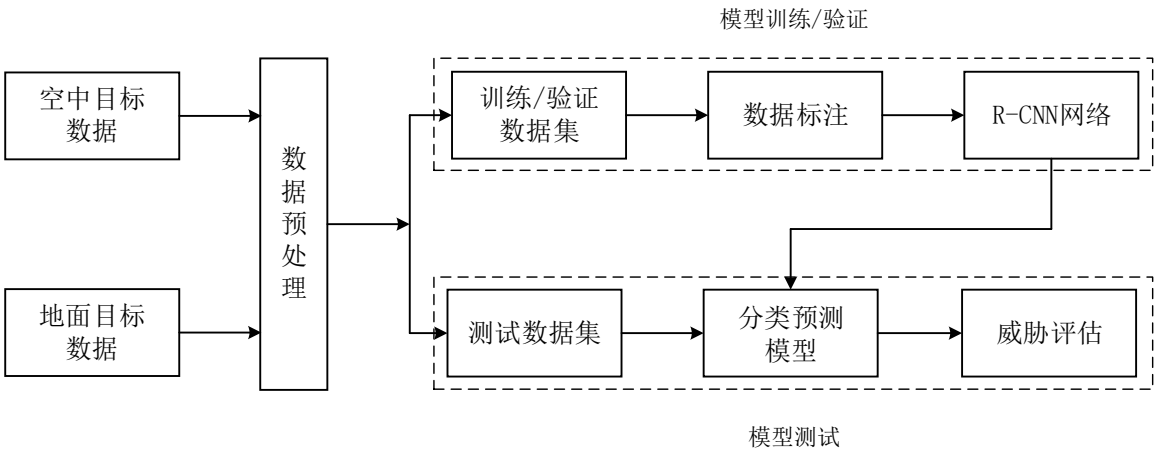 模型训练/验证
空中目标
数据
地面目标
数据
数据预处理
训练/验证
数据集
数据标注
R-CNN网络
测试数据集
分类预测
模型
威胁评估
模型测试